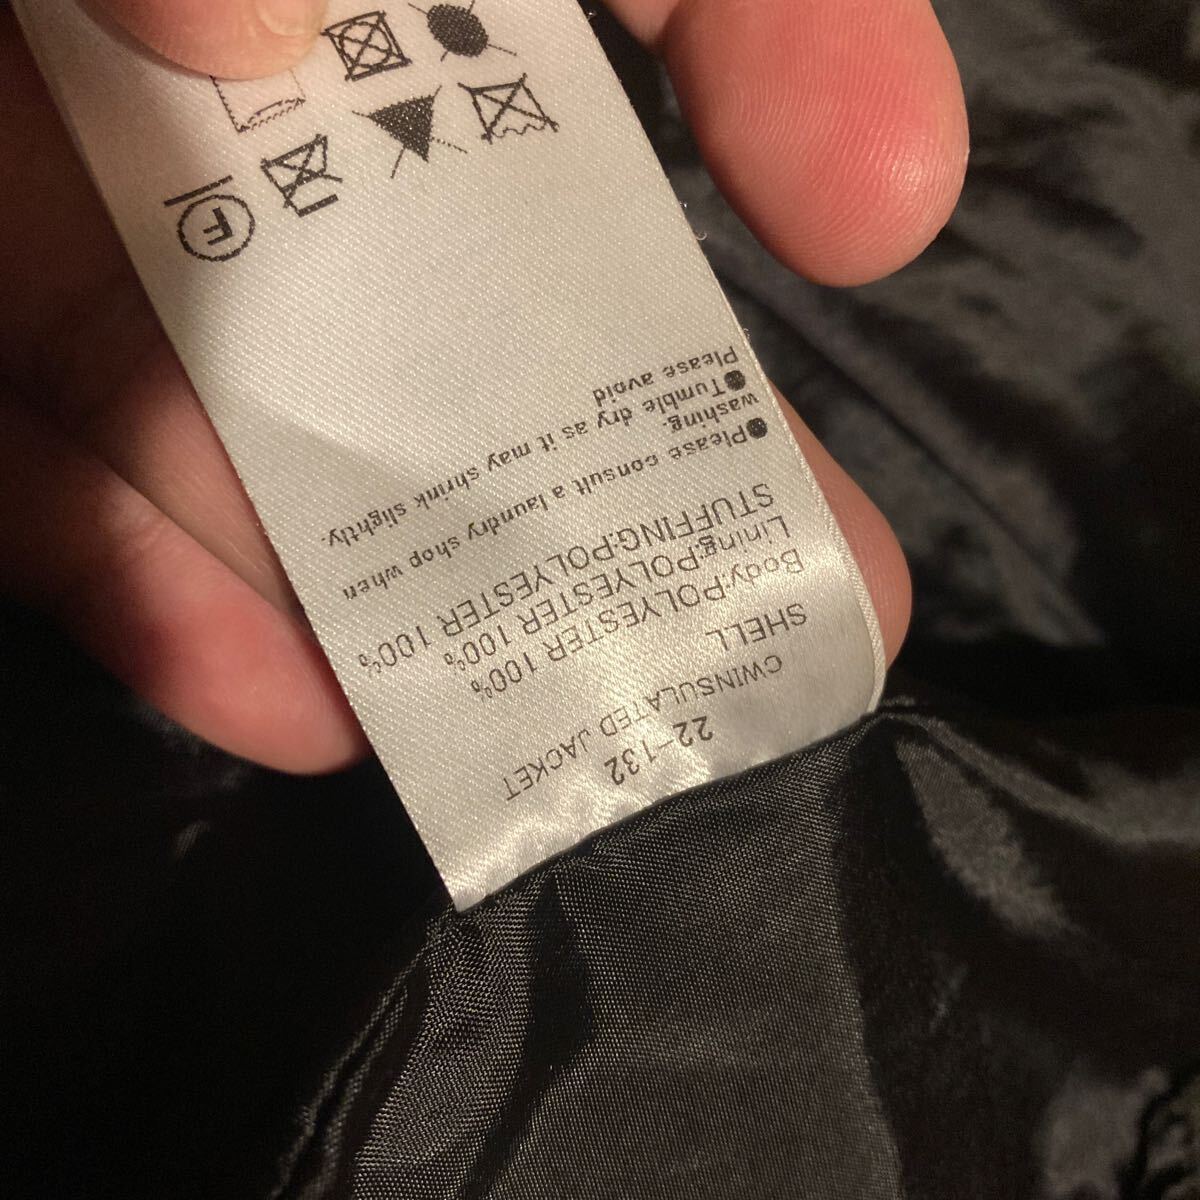 22-132
CWINSULATED JACKET
SHELL
Body:POLYESTER 100%
Lining:POLYESTER 100%
STUFFING:POLYESTER 100%
●Please consult a laundry shop when
washing.
●Tumble dry as it may shrink slightly.
Please avoid
F